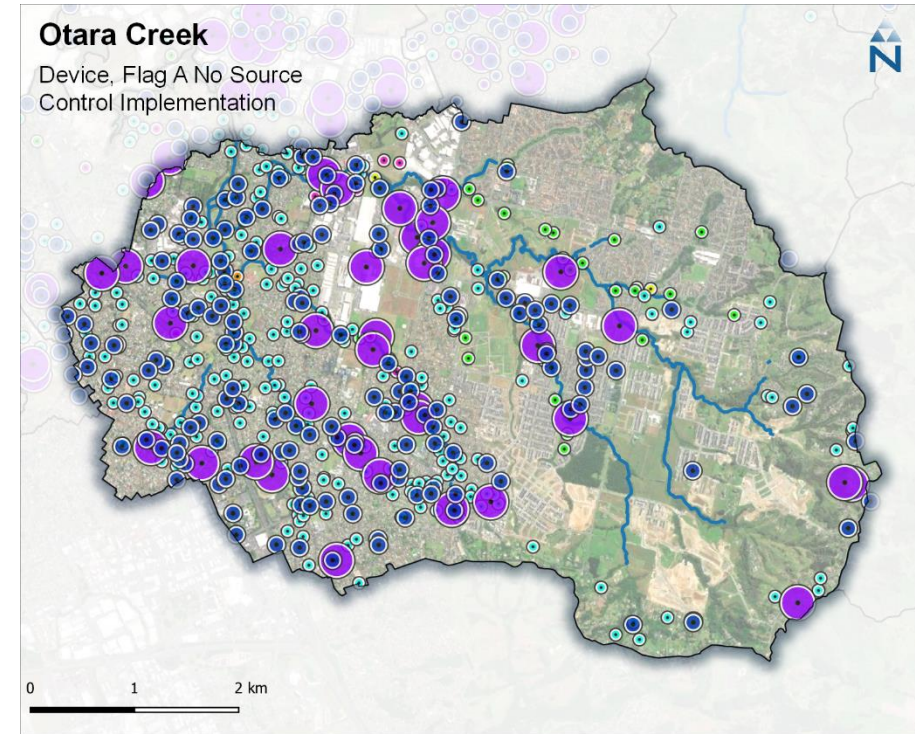 Otara Creek
Device, Flag A No Source
Control Implementation
N
0 1 2 km